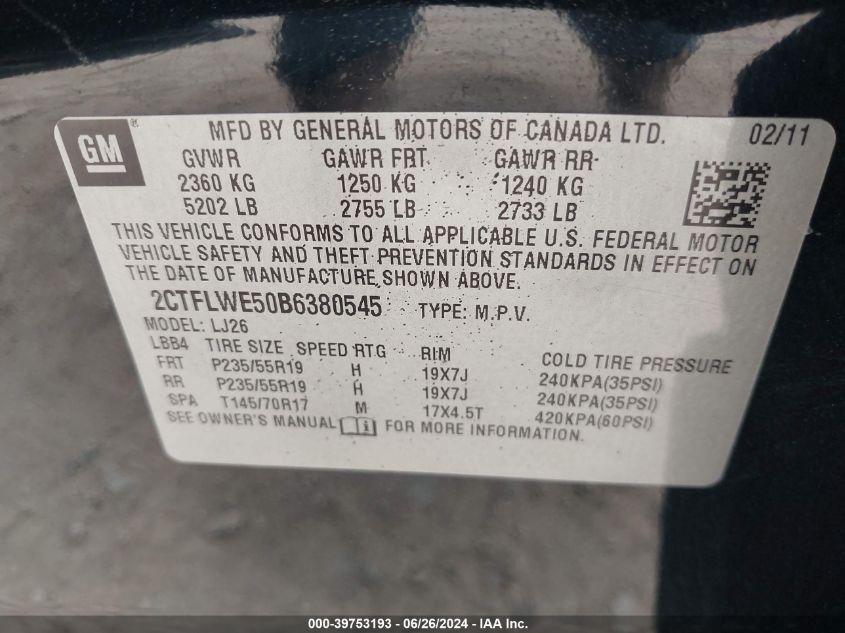 GM ® MFD BY GENERAL MOTORS OF CANADA LTD. 02/11
GVWR GAWR FRT GAWR RR
2360 KG 1250 KG 1240 KG
5202 LB 2755 LB 2733 LB
THIS VEHICLE CONFORMS TO ALL APPLICABLE U.S. FEDERAL MOTOR
VEHICLE SAFETY AND THEFT PREVENTION STANDARDS IN EFFECT ON
THE DATE OF MANUFACTURE SHOWN ABOVE.
2CTFLWE50B6380545 TYPE: M.P.V.
MODEL: LJ26
LBB4 TIRE SIZE SPEED RTG RIM COLD TIRE PRESSURE
FRT P235/55R19 H 19X7J 240KPA(35PSI)
RR P235/55R19 H 19X7J 240KPA(35PSI)
SPA T145/70R17 M 17X4.5T 420KPA(60PSI)
SEE OWNER'S MANUAL i FOR MORE INFORMATION.
000-39753193 - 06/26/2024 - IAA Inc.